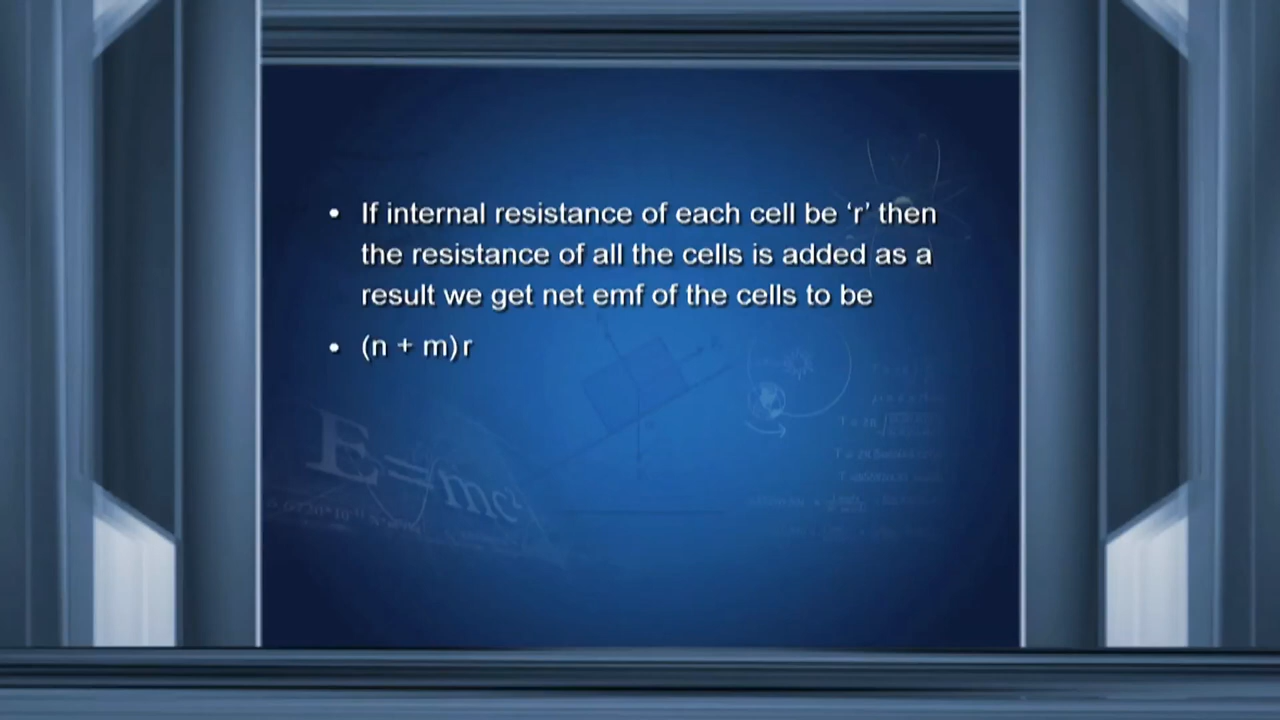 • If internal resistance of each cell be ‘r’ then
the resistance of all the cells is added as a
result we get net emf of the cells to be
• (n + m) r
E=mc²